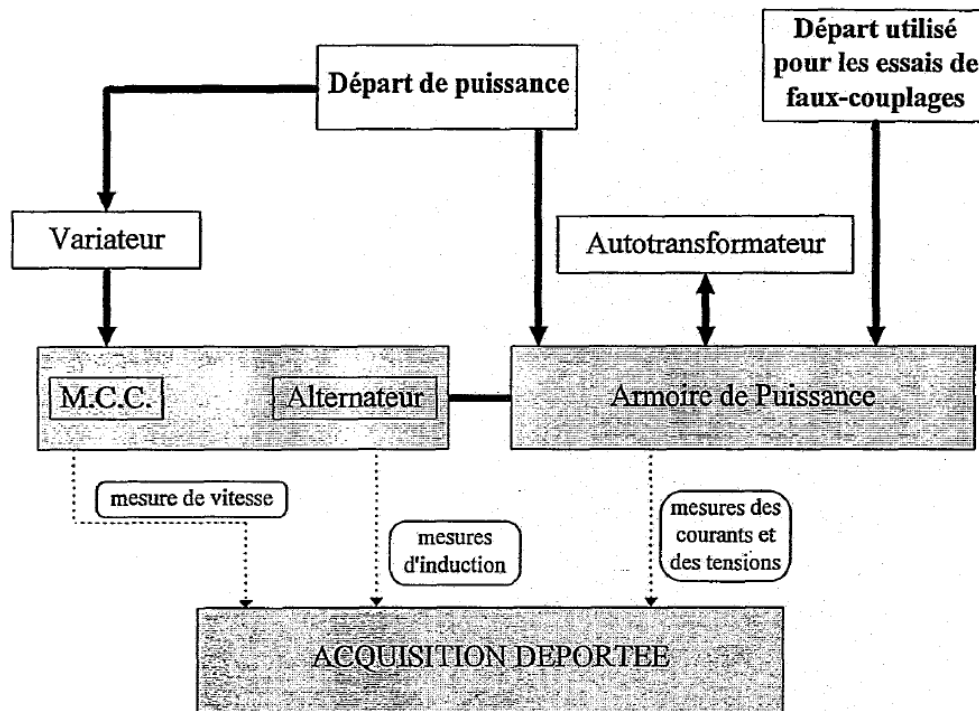 Départ de puissance
Départ utilisé
pour les essais de
faux-couplages
Variateur
Autotransformateur
M.C.C.
Alternateur
Armoire de Puissance
mesure de vitesse
mesures
d'induction
mesures des
courants et
des tensions
ACQUISITION DEPORTEE